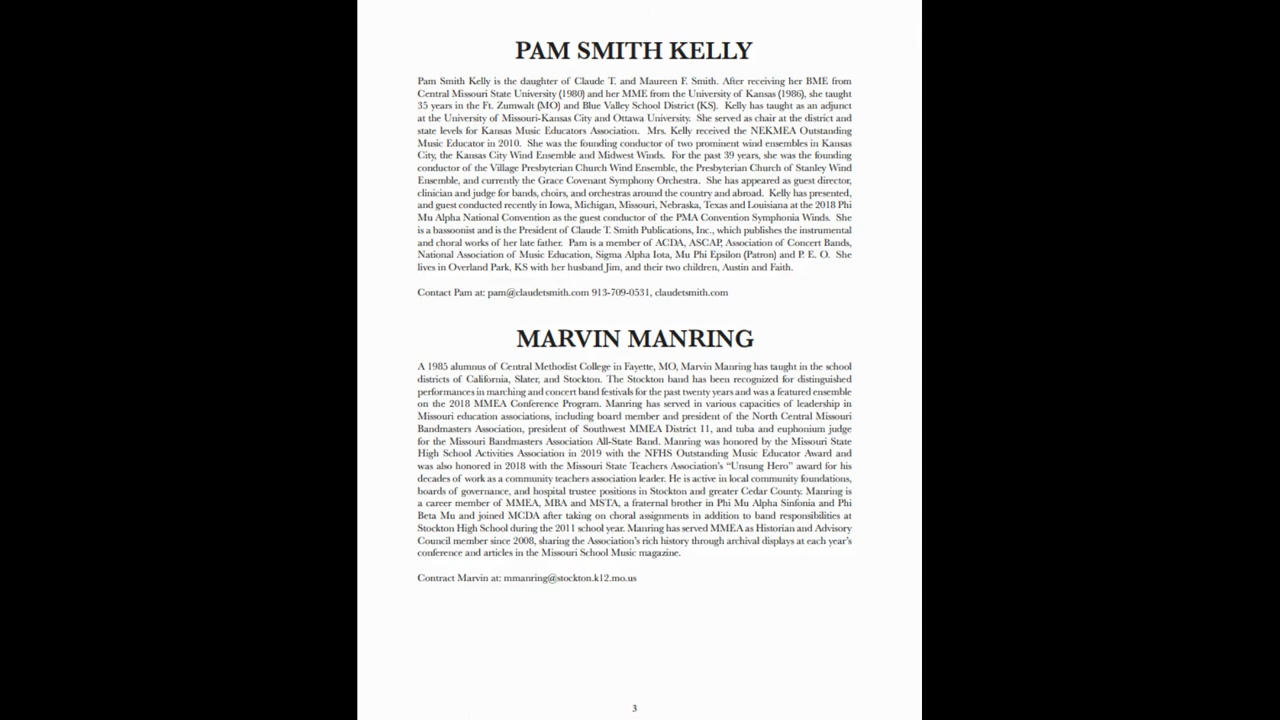 PAM SMITH KELLY
Pam Smith Kelly is the daughter of Claude T. and Maureen F. Smith. After receiving her BME from
Central Missouri State University (1980) and her MME from the University of Kansas (1986), she taught
35 years in the Ft. Zumwalt (MO) and Blue Valley School District (KS). Kelly has taught as an adjunct
at the University of Missouri-Kansas City and Ottawa University. She served as chair at the district and
state levels for Kansas Music Educators Association. Mrs. Kelly received the NEKMEA Outstanding
Music Educator in 2010. She was the founding conductor of two prominent wind ensembles in Kansas
City, the Kansas City Wind Ensemble and Midwest Winds. For the past 39 years, she was the founding
conductor of the Village Presbyterian Church Wind Ensemble, the Presbyterian Church of Stanley Wind
Ensemble, and currently the Grace Covenant Symphony Orchestra. She has appeared as guest director,
clinician and judge for bands, choirs, and orchestras around the country and abroad. Kelly has presented,
and guest conducted recently in Iowa, Michigan, Missouri, Nebraska, Texas and Louisiana at the 2018 Phi
Mu Alpha National Convention as the guest conductor of the PMA Convention Symphonia Winds. She
is a bassoonist and is the President of Claude T. Smith Publications, Inc., which publishes the instrumental
and choral works of her late father. Pam is a member of ACDA, ASCAP, Association of Concert Bands,
National Association of Music Education, Sigma Alpha Iota, Mu Phi Epsilon (Patron) and P. E. O. She
lives in Overland Park, KS with her husband Jim, and their two children, Austin and Faith.
Contact Pam at: pam@claudetsmith.com 913-709-0531, claudetsmith.com
MARVIN MANRING
A 1985 alumnus of Central Methodist College in Fayette, MO, Marvin Manring has taught in the school
districts of California, Slater, and Stockton. The Stockton band has been recognized for distinguished
performances in marching and concert band festivals for the past twenty years and was a featured ensemble
on the 2018 MMEA Conference Program. Manring has served in various capacities of leadership in
Missouri education associations, including board member and president of the North Central Missouri
Bandmasters Association, president of Southwest MMEA District 11, and tuba and euphonium judge
for the Missouri Bandmasters Association All-State Band. Manring was honored by the Missouri State
High School Activities Association in 2019 with the NFHS Outstanding Music Educator Award and
was also honored in 2018 with the Missouri State Teachers Association's “Unsung Hero” award for his
decades of work as a community teachers association leader. He is active in local community foundations,
boards of governance, and hospital trustee positions in Stockton and greater Cedar County. Manring is
a career member of MMEA, MBA and MSTA, a fraternal brother in Phi Mu Alpha Sinfonia and Phi
Beta Mu and joined MCDA after taking on choral assignments in addition to band responsibilities at
Stockton High School during the 2011 school year. Manring has served MMEA as Historian and Advisory
Council member since 2008, sharing the Association's rich history through archival displays at each year's
conference and articles in the Missouri School Music magazine.
Contract Marvin at: mmanring@stockton.k12.mo.us
3